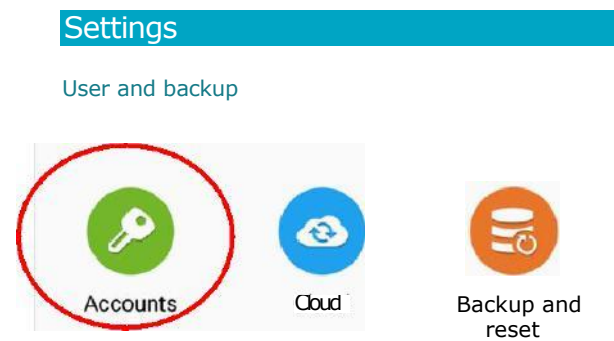 Settings
User and backup
Accounts
Cloud
Backup and
reset